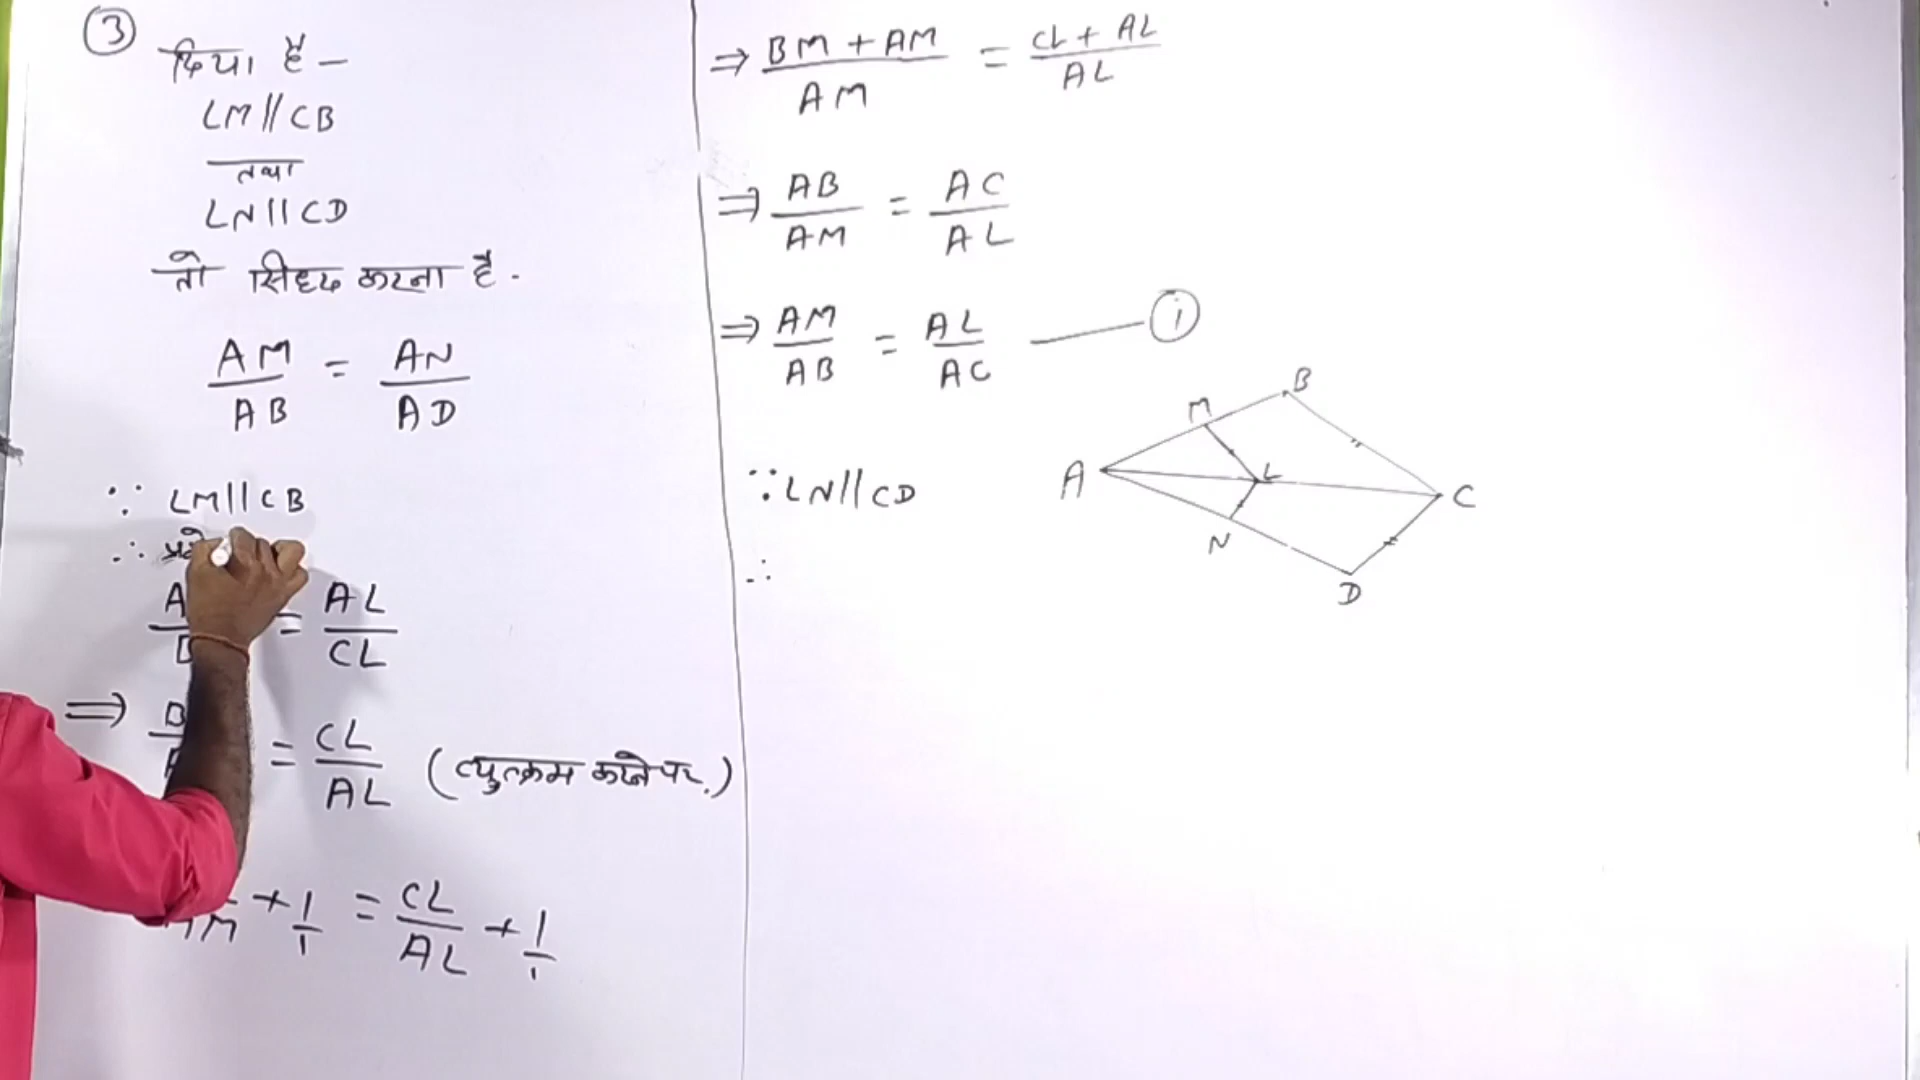 3
दिया है –
LM || CB
तथा
LN || CD
तो सिध्द करना है .
AM/AB = AN/AD
∵ LM || CB
∴
= AL/CL
⇒ = CL/AL (व्युत्क्रम करने पर.)
+ 1/1 = CL/AL + 1/1
⇒ BM + AM/AM = CL + AL/AL
⇒ AB/AM = AC/AL
⇒ AM/AB = AL/AC — i
∵ LN || CD
∴
B
M
A
L
C
N
D